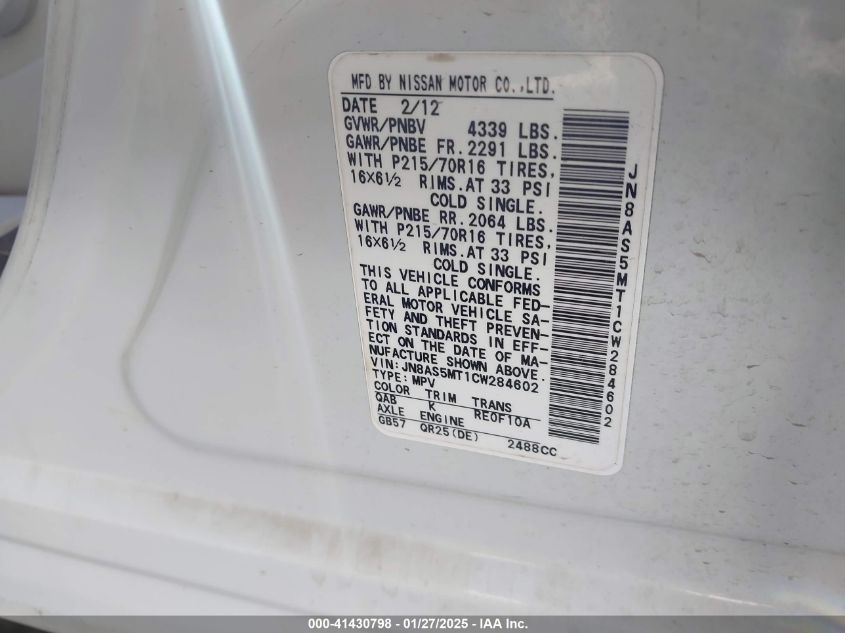 MFD BY NISSAN MOTOR CO.,LTD.
DATE 2/12
GVWR/PNBV 4339 LBS.
GAWR/PNBE FR.2291 LBS.
WITH P215/70R16 TIRES,
16X6½ RIMS.AT 33 PSI
COLD SINGLE.
GAWR/PNBE RR.2064 LBS.
WITH P215/70R16 TIRES,
16X6½ RIMS.AT 33 PSI
COLD SINGLE.
THIS VEHICLE CONFORMS
TO ALL APPLICABLE FED-
ERAL MOTOR VEHICLE SA-
FETY AND THEFT PREVEN-
TION STANDARDS IN EFF-
ECT ON THE DATE OF MA-
NUFACTURE SHOWN ABOVE.
VIN:JN8AS5MT1CW284602
TYPE:MPV
COLOR TRIM TRANS
QAB K RE0F10A
AXLE ENGINE
GB57 QR25(DE) 2488CC
JN8AS5MT1CW284602
000-41430798 - 01/27/2025 - IAA Inc.